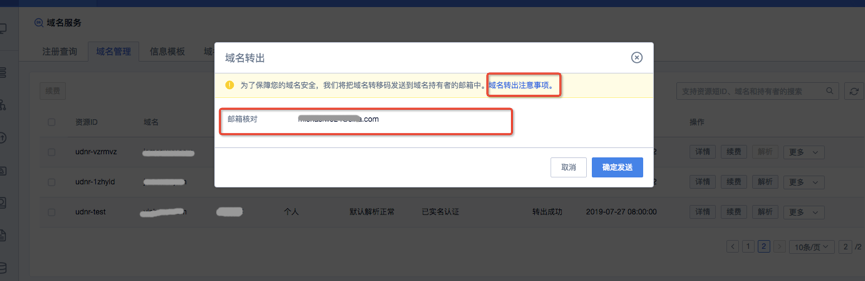 域名服务
注册查询 域名管理 信息模板
域名转出
为了保障您的域名安全，我们将把域名转移码发送到域名持有者的邮箱中。域名转出注意事项。
邮箱核对 .com
取消 确定发送
续费 支持资源组ID、域名和持有者的搜索
资源ID 域名 操作
udnr-vzrmvz 详情 续费 解析 更多
udnr-1zhyld 详情 续费 解析 更多
udnr-test 个人 默认解析正常 已实名认证 转出成功 2019-07-27 08:00:00 详情 续费 解析 更多
1 2 10条/页 2 /2